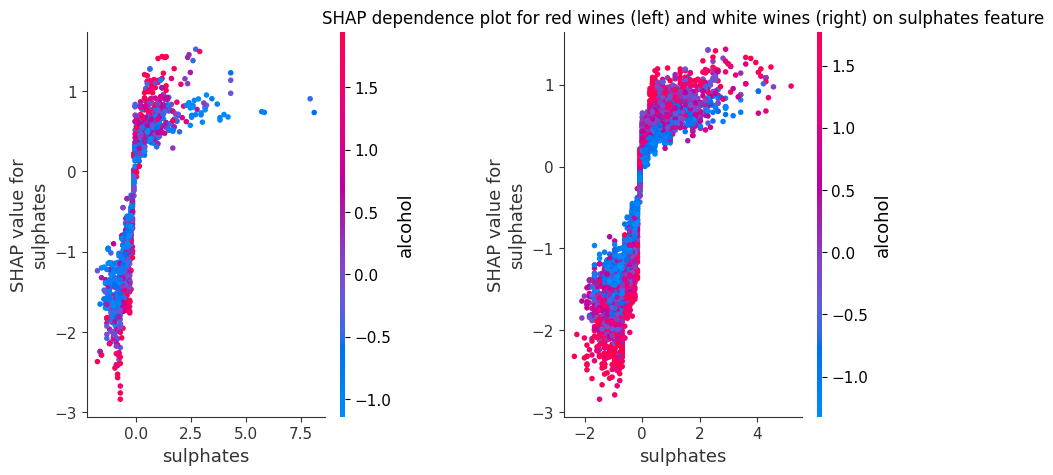 SHAP dependence plot for red wines (left) and white wines (right) on sulphates feature
SHAP value for
sulphates
1
0
−1
−2
−3
0.0 2.5 5.0 7.5
sulphates
1.5
1.0
0.5
0.0
−0.5
−1.0
alcohol
SHAP value for
sulphates
1
0
−1
−2
−3
−2 0 2 4
sulphates
1.5
1.0
0.5
0.0
−0.5
−1.0
alcohol